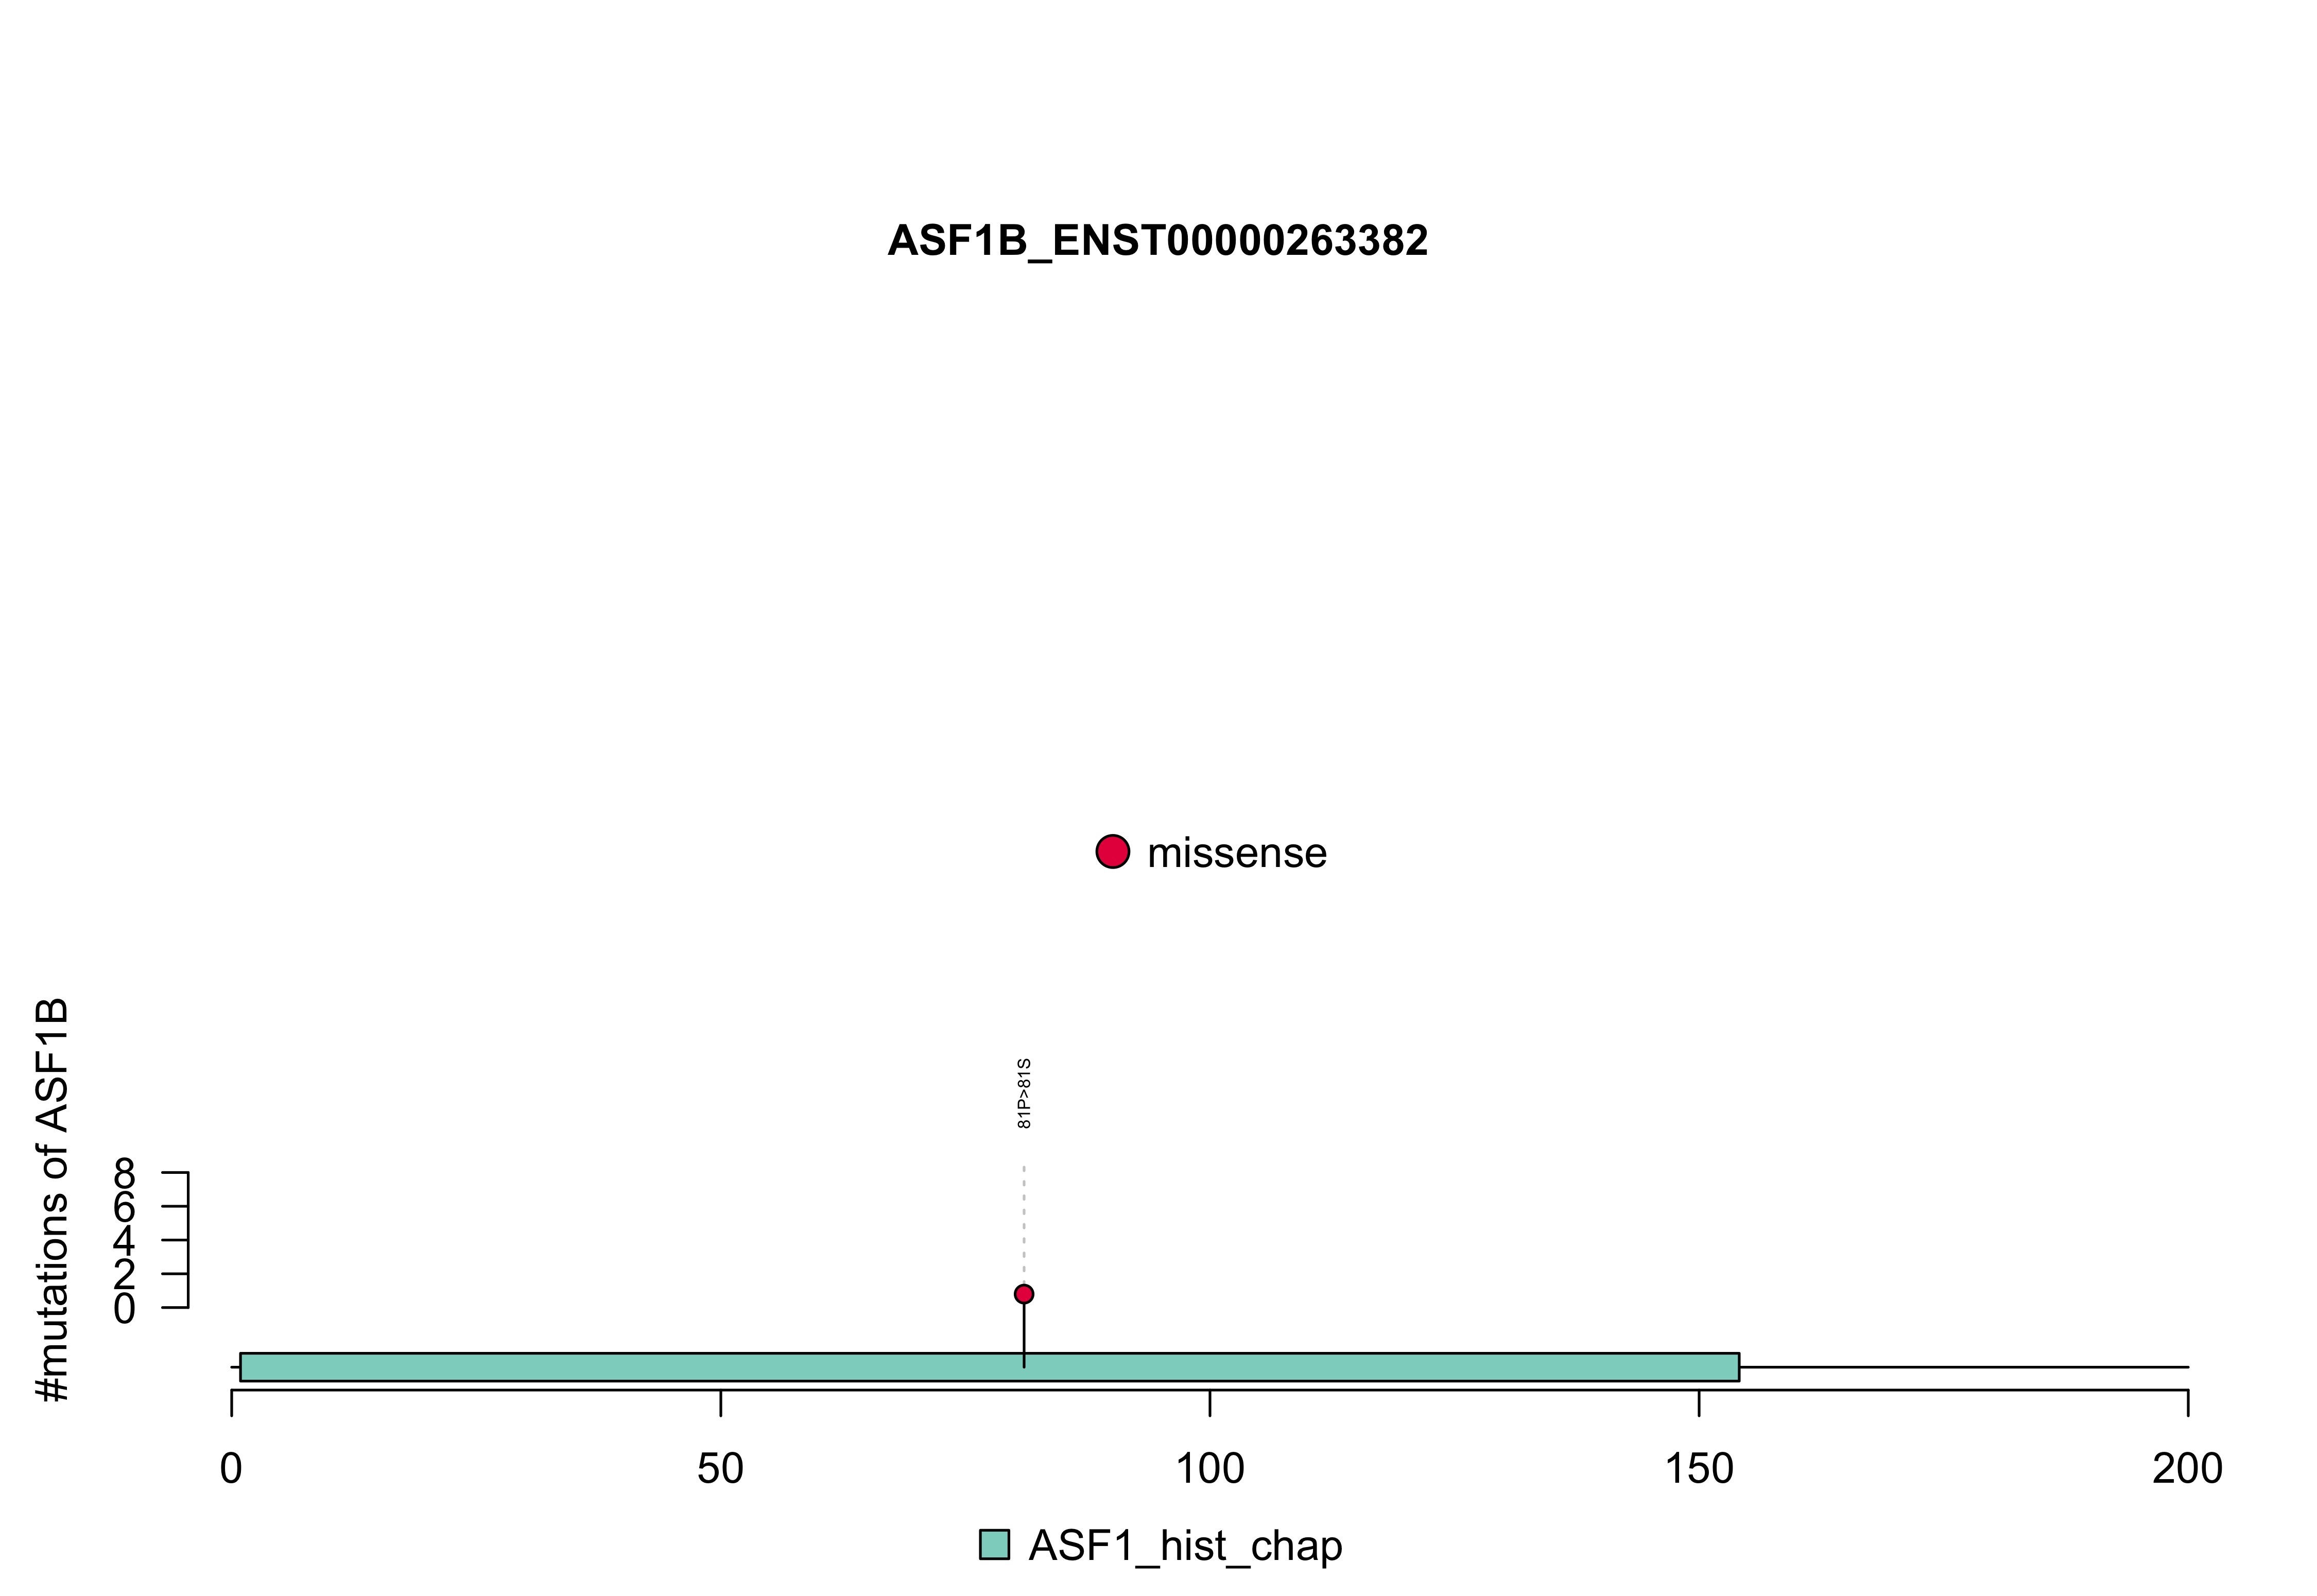 ASF1B_ENST00000263382
missense
#mutations of ASF1B
81P>81S
8
6
4
2
0
0 50 100 150 200
ASF1_hist_chap